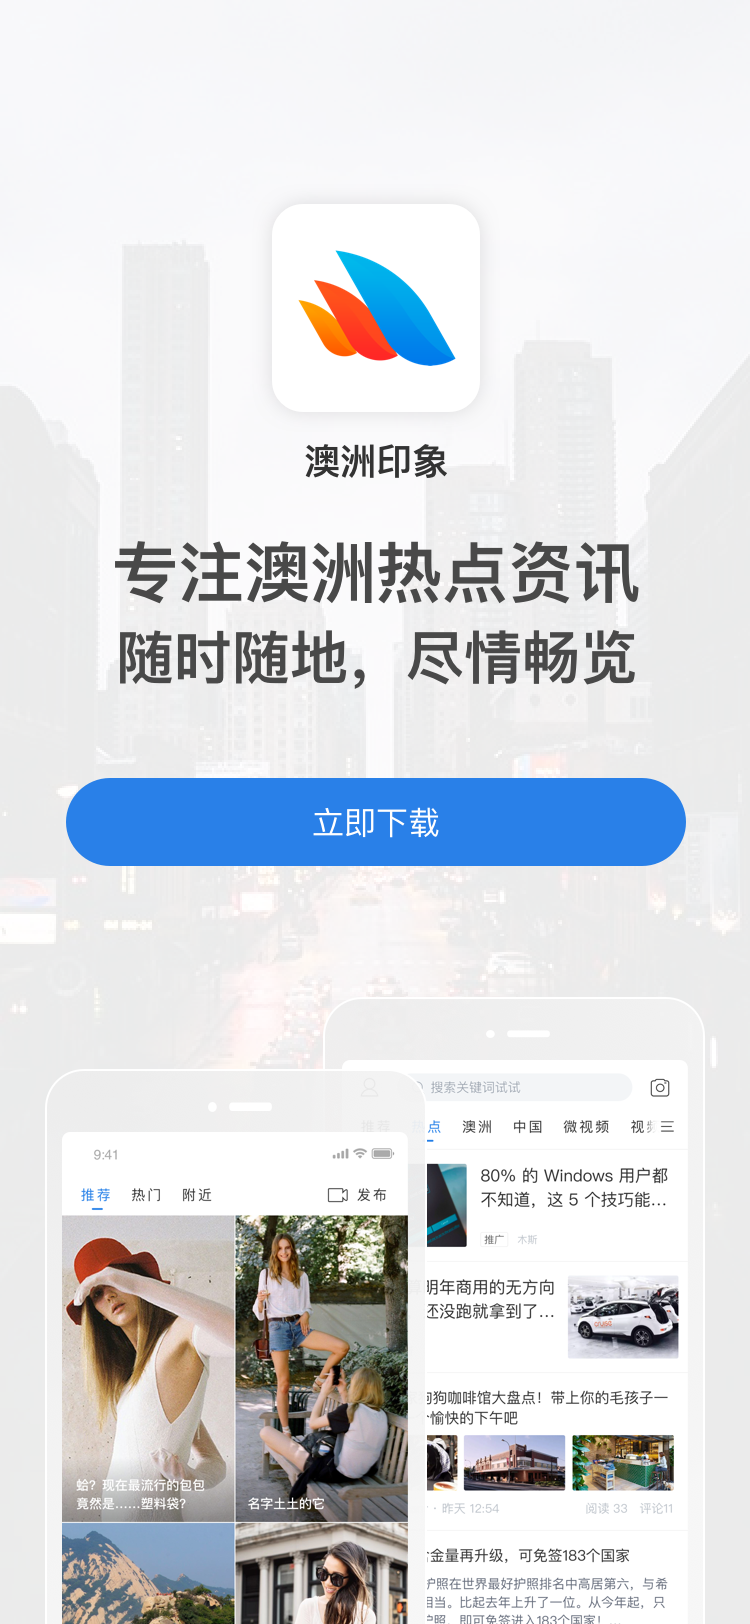 澳洲印象
专注澳洲热点资讯
随时随地，尽情畅览
立即下载
搜索关键词试试
推荐 热点 澳洲 中国 微视频 视频
80% 的 Windows 用户都
不知道，这 5 个技巧能...
推广 木斯
明年商用的无方向
还没跑就拿到了...
狗咖啡馆大盘点！带上你的毛孩子一
个愉快的下午吧
· 昨天 12:54 阅读 33 评论11
含金量再升级，可免签183个国家
护照在世界最好护照排名中高居第六，与希
相当。比起去年上升了一位。从今年起，只
护照，即可免签进入183个国家！...
9:41
推荐 热门 附近 发布
蛤？现在最流行的包包
竟然是......塑料袋？
名字土土的它